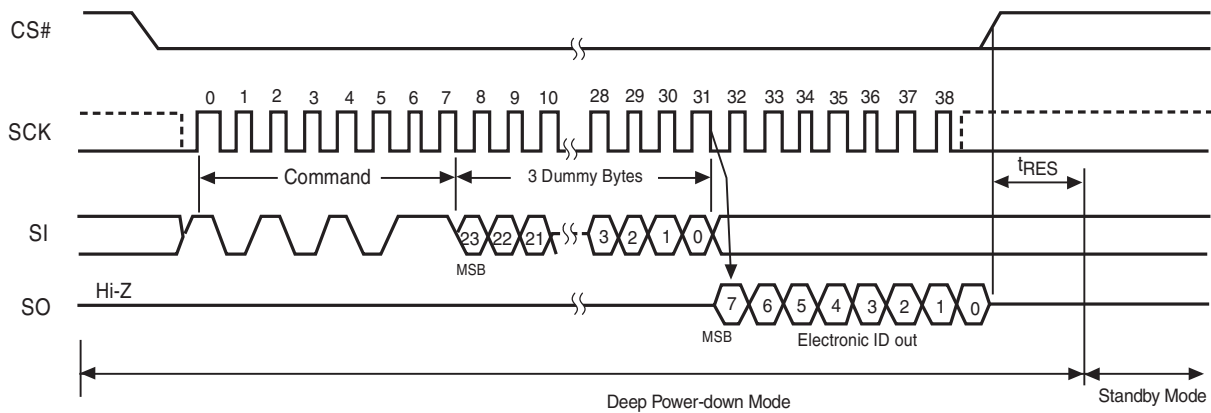 CS#
0 1 2 3 4 5 6 7 8 9 10 28 29 30 31 32 33 34 35 36 37 38
SCK
tRES
Command 3 Dummy Bytes
SI
23 22 21 3 2 1 0
MSB
Hi-Z
SO
7 6 5 4 3 2 1 0
MSB Electronic ID out
Deep Power-down Mode Standby Mode